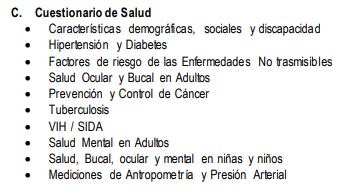 C. Cuestionario de Salud
• Características demográficas, sociales y discapacidad
• Hipertensión y Diabetes
• Factores de riesgo de las Enfermedades No trasmisibles
• Salud Ocular y Bucal en Adultos
• Prevención y Control de Cáncer
• Tuberculosis
• VIH / SIDA
• Salud Mental en Adultos
• Salud, Bucal, ocular y mental en niñas y niños
• Mediciones de Antropometría y Presión Arterial